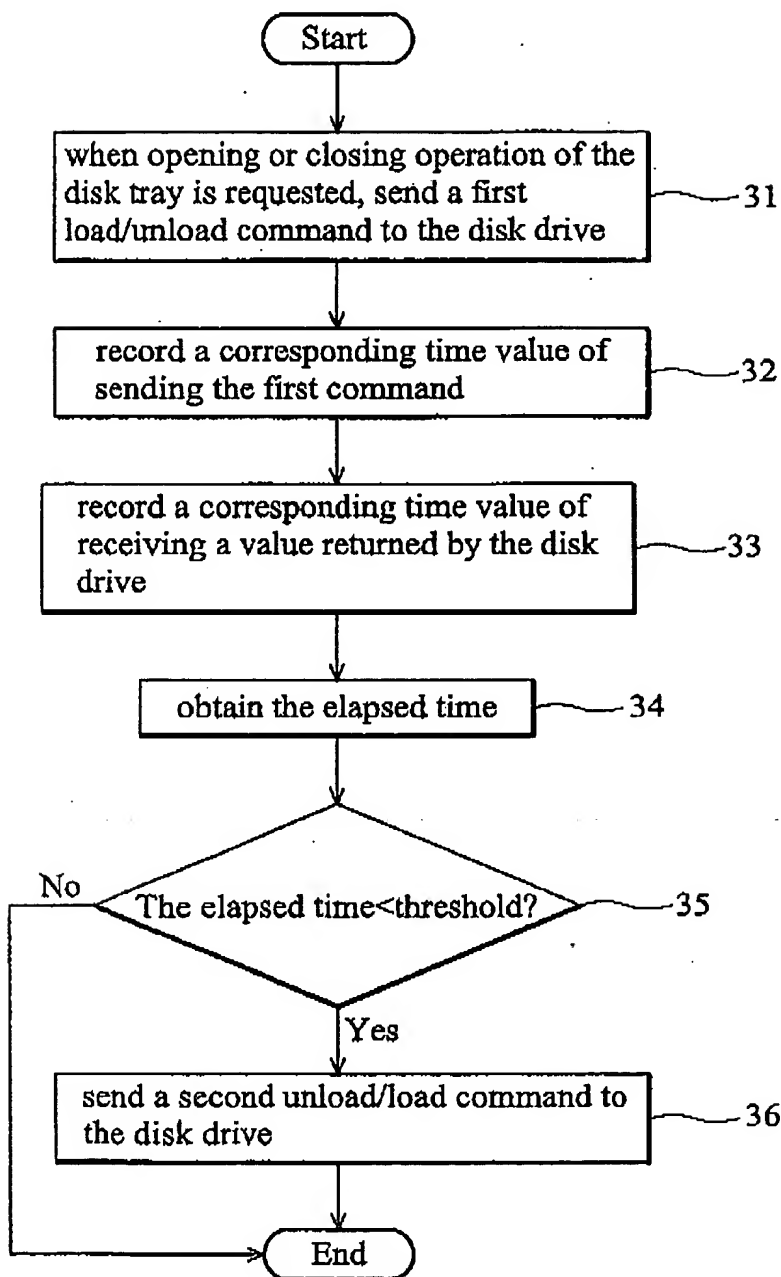 Start
when opening or closing operation of the
disk tray is requested, send a first
load/unload command to the disk drive
31
record a corresponding time value of
sending the first command
32
record a corresponding time value of
receiving a value returned by the disk
drive
33
obtain the elapsed time
34
No
The elapsed time<threshold?
35
Yes
send a second unload/load command to
the disk drive
36
End